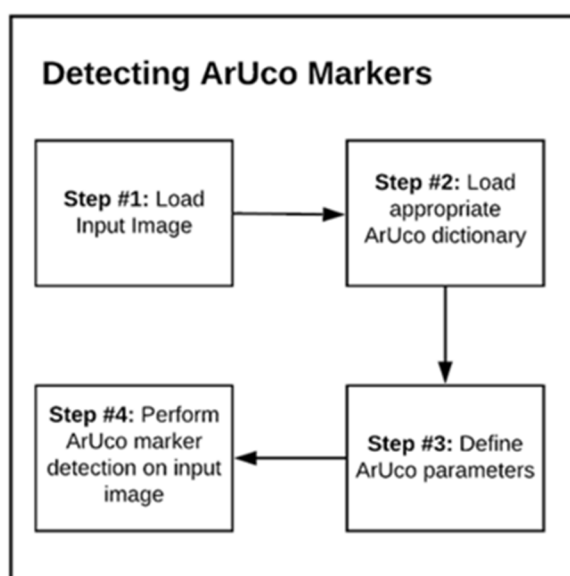 Detecting ArUco Markers
Step #1: Load
Input Image
Step #2: Load
appropriate
ArUco dictionary
Step #3: Define
ArUco parameters
Step #4: Perform
ArUco marker
detection on input
image